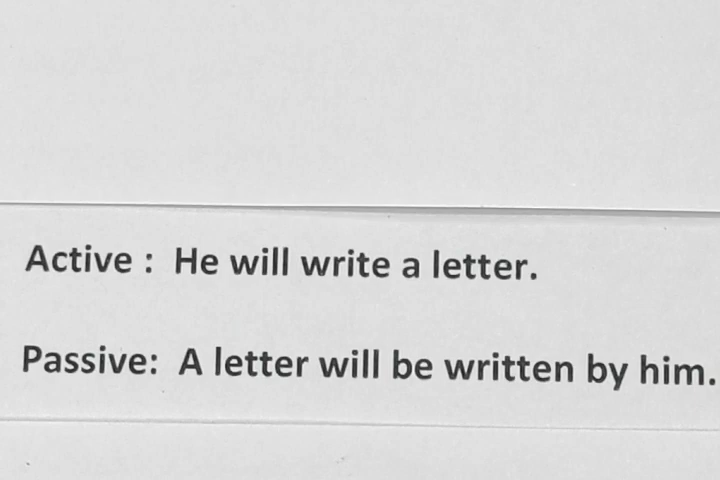 Active : He will write a letter.
Passive: A letter will be written by him.